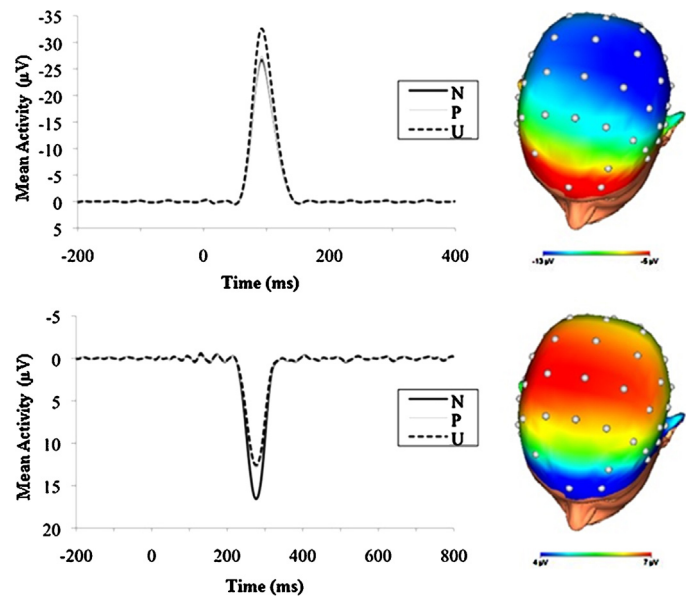 -35
-30
-25
-20
-15
-10
-5
0
5
Mean Activity (µV)
-200 0 200 400
Time (ms)
N
P
U
-13 µV -5 µV
-5
0
5
10
15
20
Mean Activity (µV)
-200 0 200 400 600 800
Time (ms)
N
P
U
4 µV 7 µV